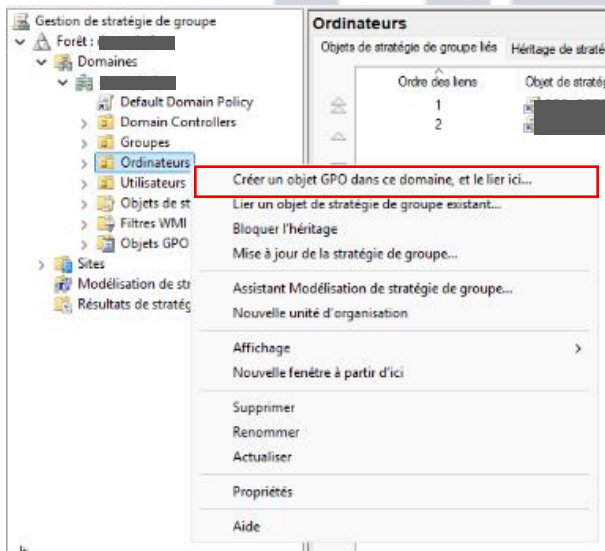 Gestion de stratégie de groupe
Forêt :
Domaines
Default Domain Policy
Domain Controllers
Groupes
Ordinateurs
Utilisateurs
Objets de st
Filtres WMI
Objets GPO
Sites
Modélisation de str
Résultats de stratég
Ordinateurs
Objets de stratégie de groupe liés
Héritage de straté
Ordre des liens
Objet de straté
1
2
Créer un objet GPO dans ce domaine, et le lier ici...
Lier un objet de stratégie de groupe existant...
Bloquer l'héritage
Mise à jour de la stratégie de groupe...
Assistant Modélisation de stratégie de groupe...
Nouvelle unité d'organisation
Affichage
Nouvelle fenêtre à partir d'ici
Supprimer
Renommer
Actualiser
Propriétés
Aide